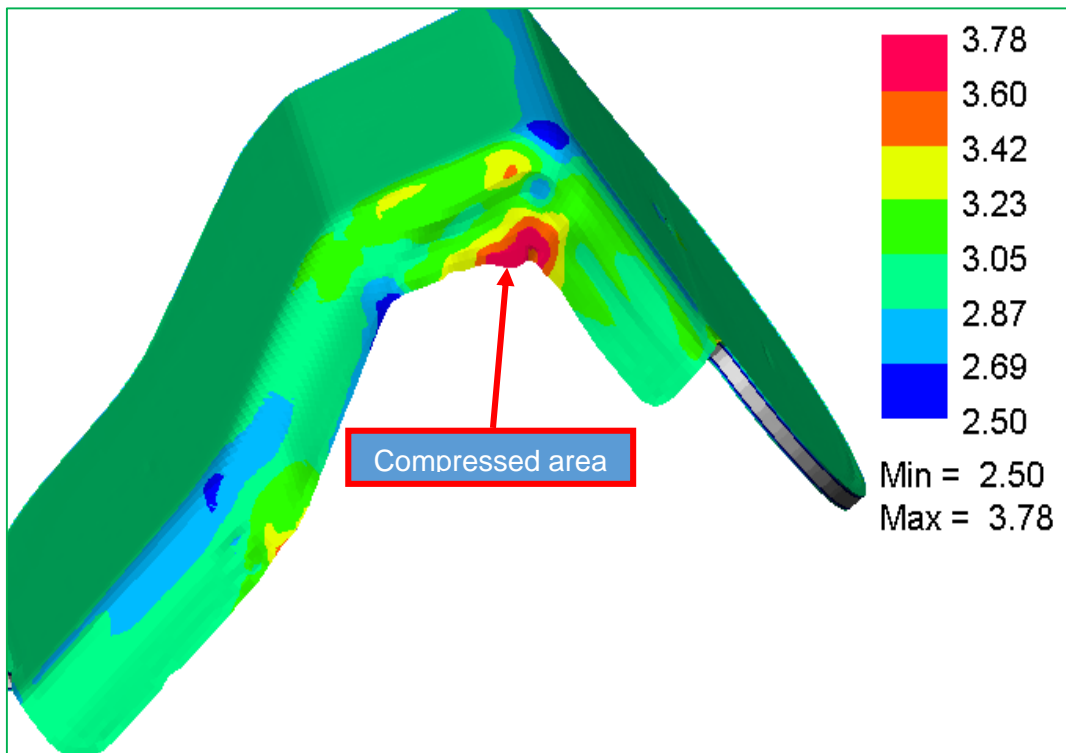 3.78
3.60
3.42
3.23
3.05
2.87
2.69
2.50
Compressed area
Min = 2.50
Max = 3.78